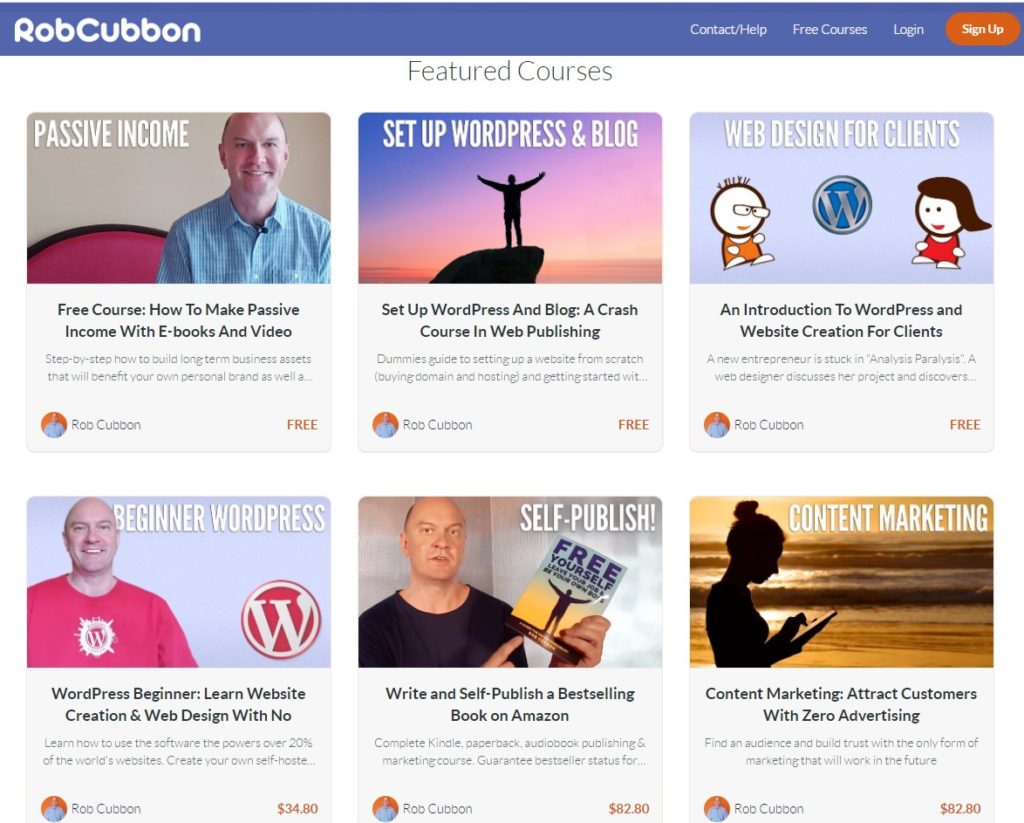 RobCubbon
Contact/Help Free Courses Login Sign Up
Featured Courses
PASSIVE INCOME
Free Course: How To Make Passive
Income With E-books And Video
Step-by-step how to build long term business assets
that will benefit your own personal brand as well a...
Rob Cubbon FREE
SET UP WORDPRESS & BLOG
Set Up WordPress And Blog: A Crash
Course In Web Publishing
Dummies guide to setting up a website from scratch
(buying domain and hosting) and getting started wit...
Rob Cubbon FREE
WEB DESIGN FOR CLIENTS
W
An Introduction To WordPress and
Website Creation For Clients
A new entrepreneur is stuck in "Analysis Paralysis". A
web designer discusses her project and discovers...
Rob Cubbon FREE
BEGINNER WORDPRESS
W
W
WordPress Beginner: Learn Website
Creation & Web Design With No
Learn how to use the software the powers over 20%
of the world's websites. Create your own self-hoste...
Rob Cubbon $34.80
SELF-PUBLISH!
FREE
YOURSELF
LEAVE YOUR JOB &
BE YOUR OWN BOSS
Write and Self-Publish a Bestselling
Book on Amazon
Complete Kindle, paperback, audiobook publishing &
marketing course. Guarantee bestseller status for...
Rob Cubbon $82.80
CONTENT MARKETING
Content Marketing: Attract Customers
With Zero Advertising
Find an audience and build trust with the only form of
marketing that will work in the future
Rob Cubbon $82.80